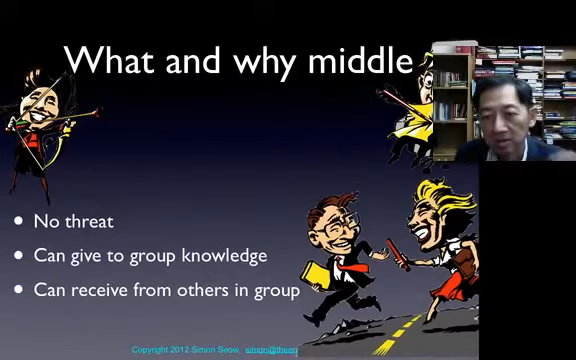 What and why middle
No threat
Can give to group knowledge
Can receive from others in group
Copyright 2012 Simon Seow, simon@thean